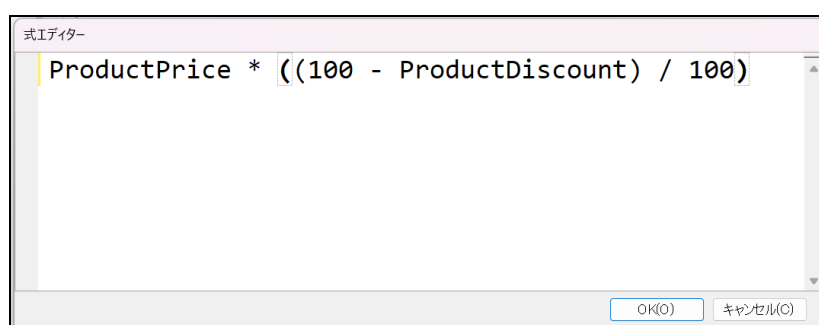 式エディター
ProductPrice * ((100 - ProductDiscount) / 100)
OK(O) キャンセル(C)